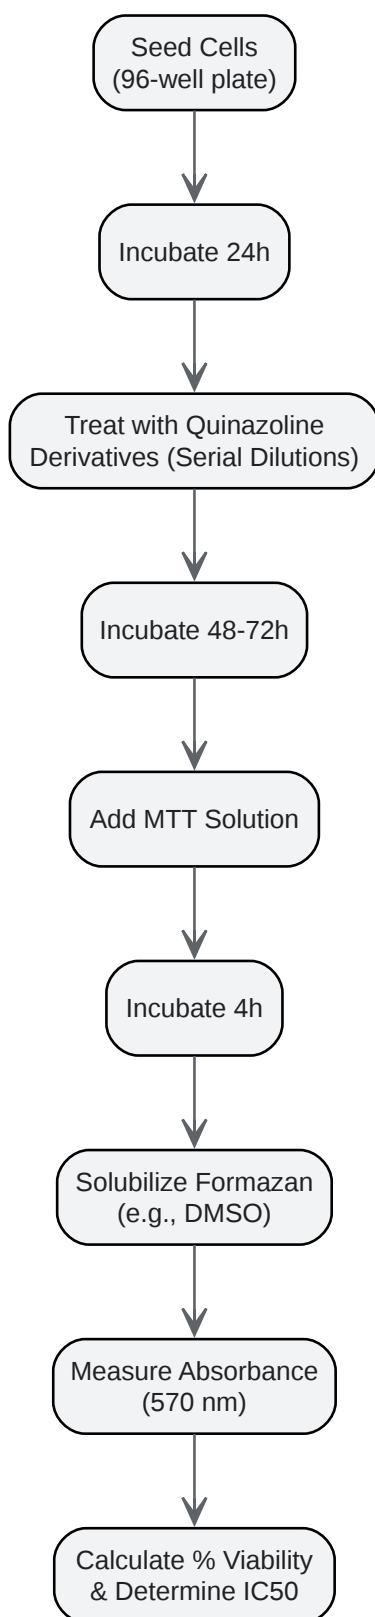 Seed Cells
(96-well plate)
Incubate 24h
Treat with Quinazoline
Derivatives (Serial Dilutions)
Incubate 48-72h
Add MTT Solution
Incubate 4h
Solubilize Formazan
(e.g., DMSO)
Measure Absorbance
(570 nm)
Calculate % Viability
& Determine IC50